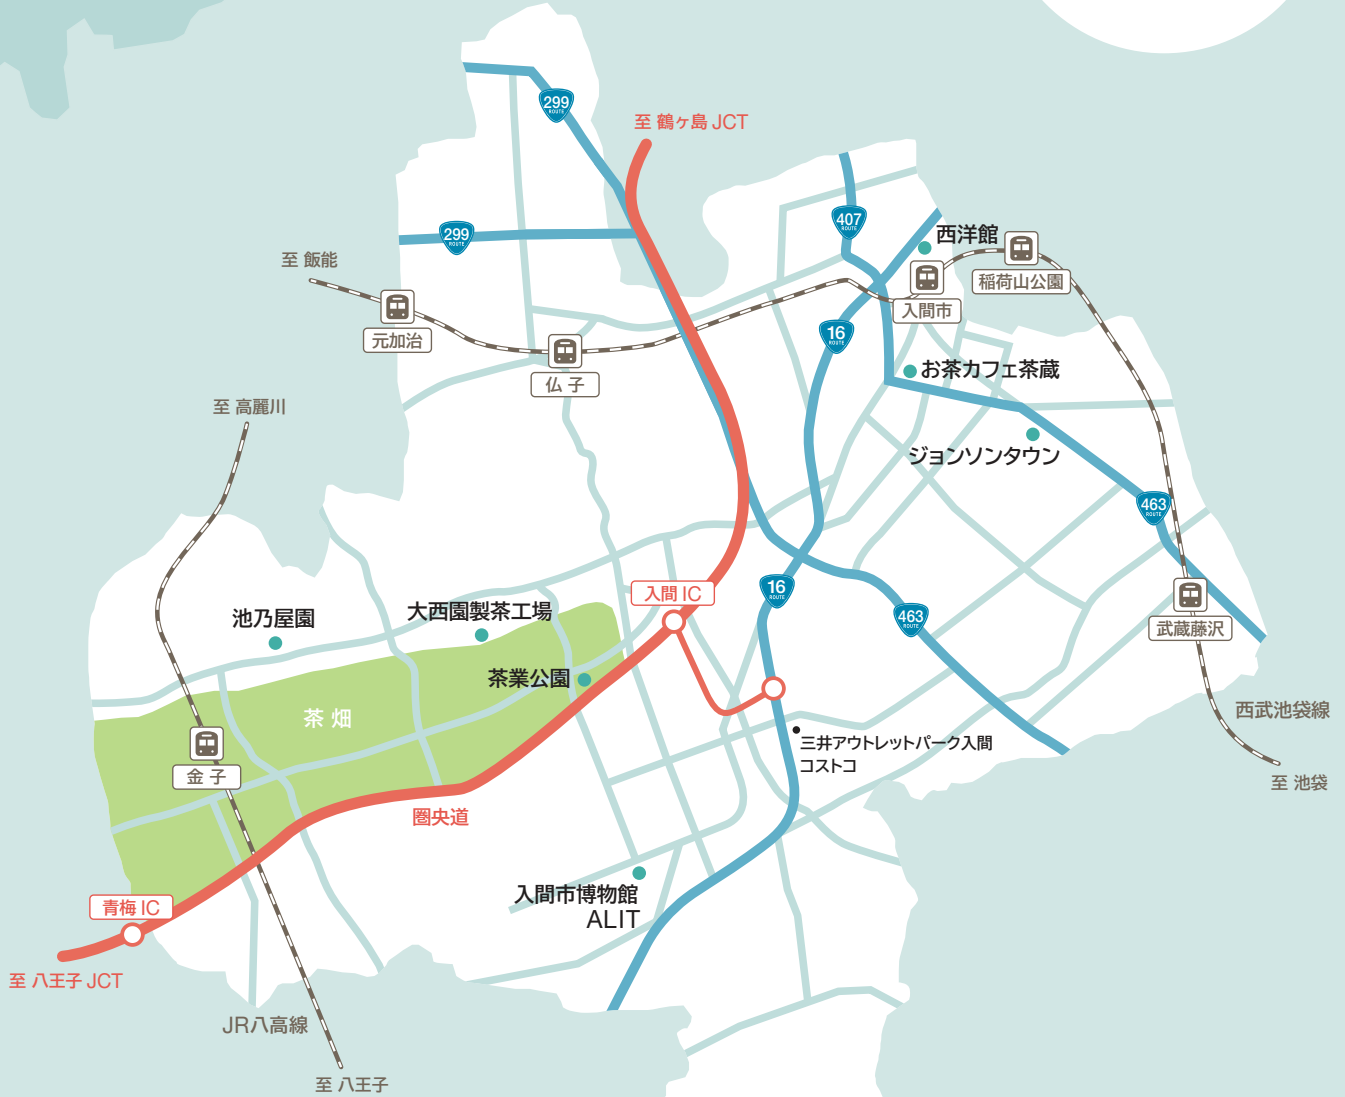 299
ROUTE
至 鶴ヶ島 JCT
299
ROUTE
407
ROUTE
西洋館
稲荷山公園
入間市
至 飯能
元加治
仏 子
16
ROUTE
お茶カフェ茶蔵
至 高麗川
ジョンソンタウン
463
ROUTE
入間 IC
16
ROUTE
463
ROUTE
武蔵藤沢
池乃屋園
大西園製茶工場
茶業公園
茶 畑
西武池袋線
三井アウトレットパーク入間
コストコ
金 子
至 池袋
圏央道
入間市博物館
ALIT
青梅 IC
至 八王子 JCT
JR八高線
至 八王子